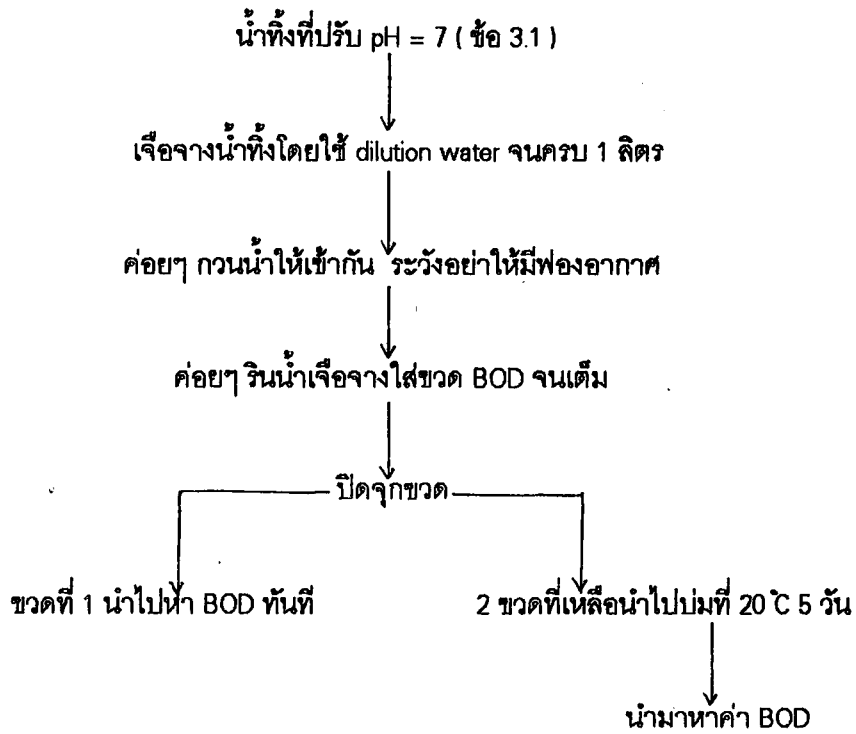 น้ำทิ้งที่ปรับ pH = 7 ( ข้อ 3.1 )
เจือจางน้ำทิ้งโดยใช้ dilution water จนครบ 1 ลิตร
ค่อยๆ กวนน้ำให้เข้ากัน ระวังอย่าให้มีฟองอากาศ
ค่อยๆ รินน้ำเจือจางใส่ขวด BOD จนเต็ม
ปิดจุกขวด
ขวดที่ 1 นำไปหา BOD ทันที
2 ขวดที่เหลือนำไปบ่มที่ 20 ̊C 5 วัน
นำมาหาค่า BOD